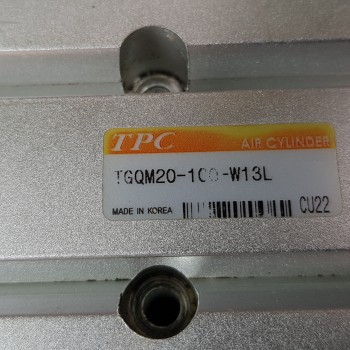 TPC AIR CYLINDER
TGQM20-100-W13L
MADE IN KOREA CU22